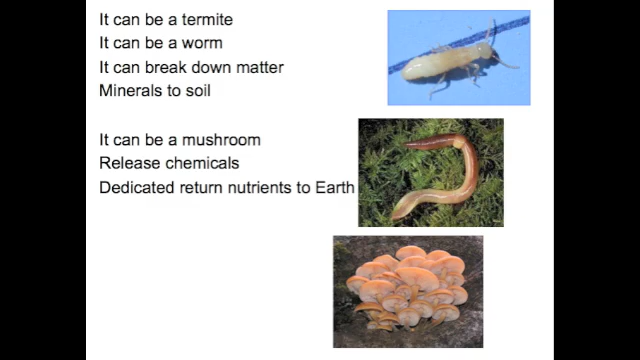 It can be a termite
It can be a worm
It can break down matter
Minerals to soil
It can be a mushroom
Release chemicals
Dedicated return nutrients to Earth